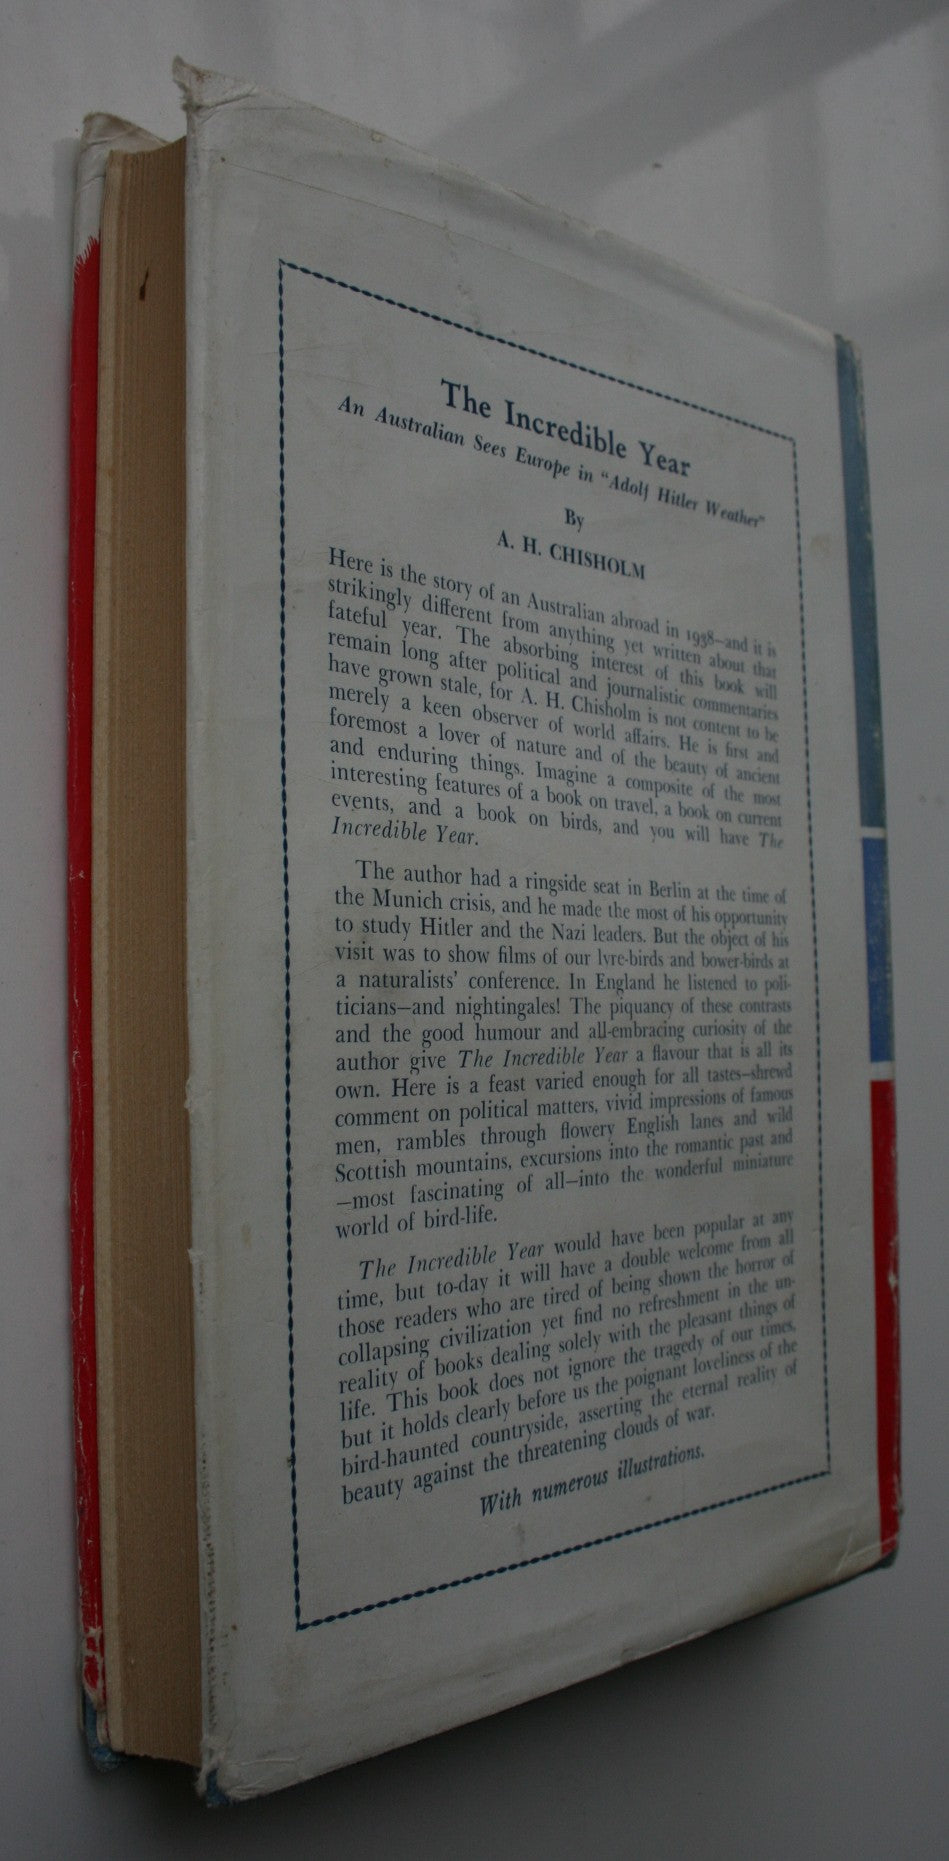 The Incredible Year
An Australian Sees Europe in "Adolf Hitler Weather"
By
A. H. CHISHOLM
Here is the story of an Australian abroad in 1938—and it is
strikingly different from anything yet written about that
fateful year. The absorbing interest of this book will
remain long after political and journalistic commentaries
have grown stale, for A. H. Chisholm is not content to be
merely a keen observer of world affairs. He is first and
foremost a lover of nature and of the beauty of ancient
and enduring things. Imagine a composite of the most
interesting features of a book on travel, a book on current
events, and a book on birds, and you will have The
Incredible Year.
The author had a ringside seat in Berlin at the time of
the Munich crisis, and he made the most of his opportunity
to study Hitler and the Nazi leaders. But the object of his
visit was to show films of our lyre-birds and bower-birds at
a naturalists' conference. In England he listened to poli-
ticians—and nightingales! The piquancy of these contrasts
and the good humour and all-embracing curiosity of the
author give The Incredible Year a flavour that is all its
own. Here is a feast varied enough for all tastes—shrewd
comment on political matters, vivid impressions of famous
men, rambles through flowery English lanes and wild
Scottish mountains, excursions into the romantic past and
—most fascinating of all—into the wonderful miniature
world of bird-life.
The Incredible Year would have been popular at any
time, but to-day it will have a double welcome from all
those readers who are tired of being shown the horror of
collapsing civilization yet find no refreshment in the un-
reality of books dealing solely with the pleasant things of
life. This book does not ignore the tragedy of our times,
but it holds clearly before us the poignant loveliness of the
bird-haunted countryside, asserting the eternal reality of
beauty against the threatening clouds of war.
With numerous illustrations.